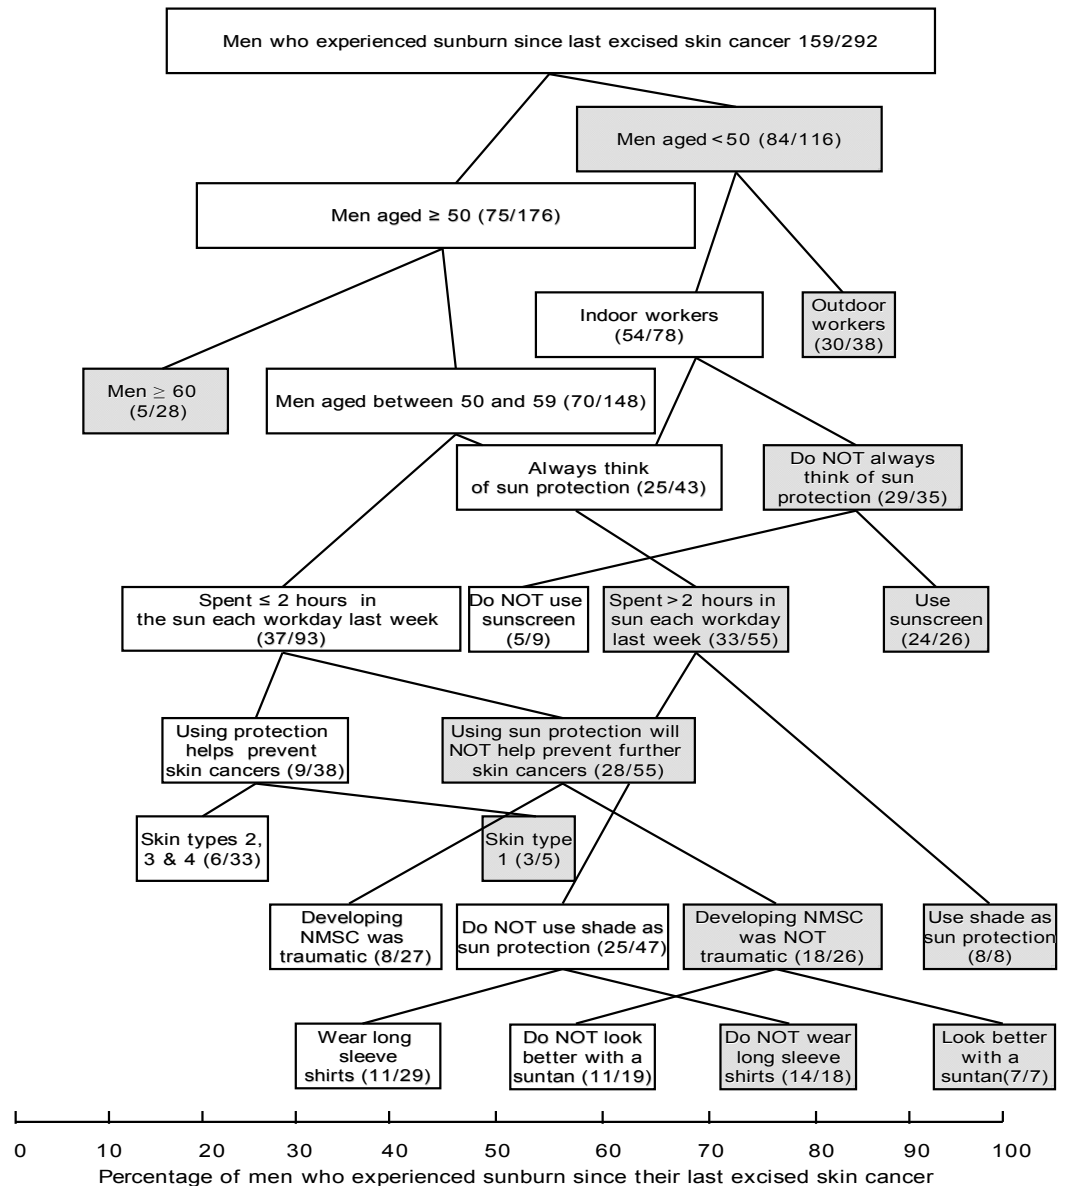 Men who experienced sunburn since last excised skin cancer 159/292
Men aged <50 (84/116)
Men aged ≥ 50 (75/176)
Indoor workers
(54/78)
Outdoor
workers
(30/38)
Men ≥ 60
(5/28)
Men aged between 50 and 59 (70/148)
Always think
of sun protection (25/43)
Do NOT always
think of sun
protection (29/35)
Spent ≤ 2 hours in
the sun each workday last week
(37/93)
Do NOT use
sunscreen
(5/9)
Spent >2 hours in
sun each workday
last week (33/55)
Use
sunscreen
(24/26)
Using protection
helps prevent
skin cancers (9/38)
Using sun protection will
NOT help prevent further
skin cancers (28/55)
Skin types 2,
3 & 4 (6/33)
Skin type
1 (3/5)
Developing
NMSC was
traumatic (8/27)
Do NOT use shade as
sun protection (25/47)
Developing NMSC
was NOT
traumatic (18/26)
Use shade as
sun protection
(8/8)
Wear long
sleeve
shirts (11/29)
Do NOT look
better with a
suntan (11/19)
Do NOT wear
long sleeve
shirts (14/18)
Look better
with a
suntan(7/7)
0 10 20 30 40 50 60 70 80 90 100
Percentage of men who experienced sunburn since their last excised skin cancer